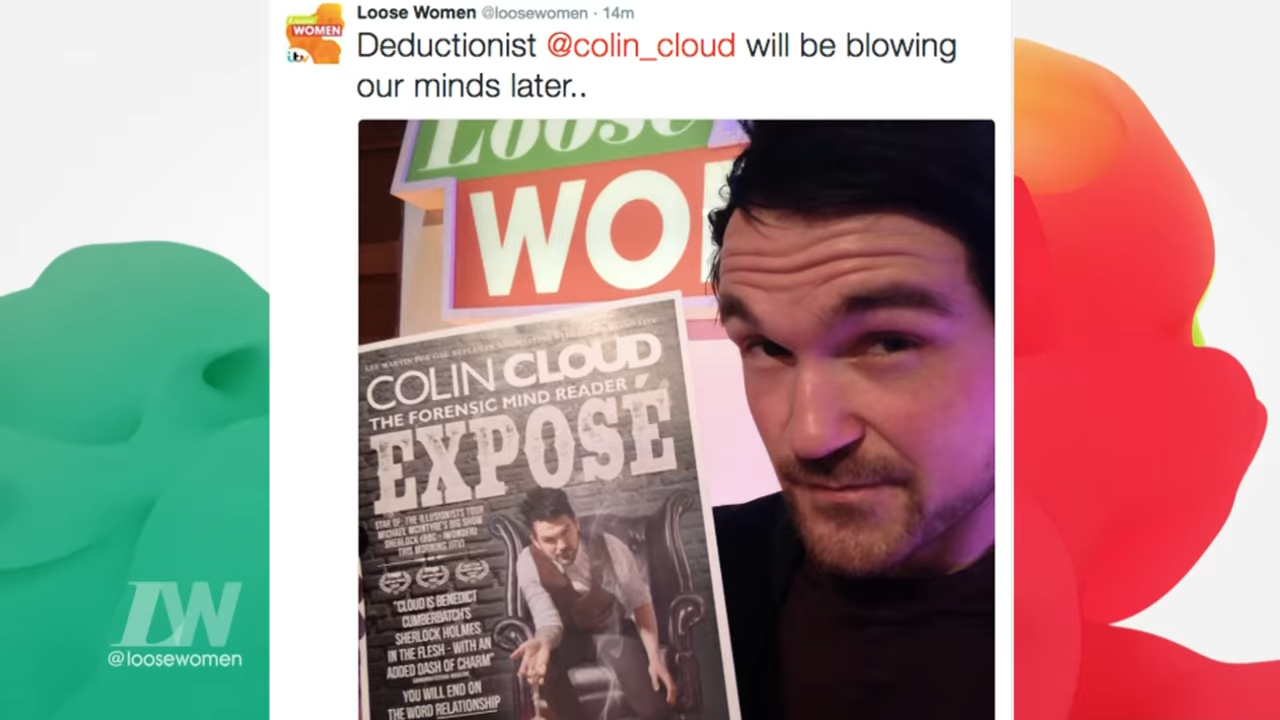 Loose Women @loosewomen · 14m
Loose
WOMEN
itv
Deductionist @colin_cloud will be blowing
our minds later..
Loose
WO
COLIN CLOUD
THE FORENSIC MIND READER
EXPOSÉ
STAR OF: THE ILLUSIONISTS TOUR
MICHAEL MCINTYRE'S BIG SHOW
SHERLOCK (BBC - IWONDER)
THIS MORNING (ITV)
"CLOUD IS BENEDICT
CUMBERBATCH'S
SHERLOCK HOLMES
IN THE FLESH - WITH AN
ADDED DASH OF CHARM"
YOU WILL END ON
THE WORD RELATIONSHIP
LW
@loosewomen